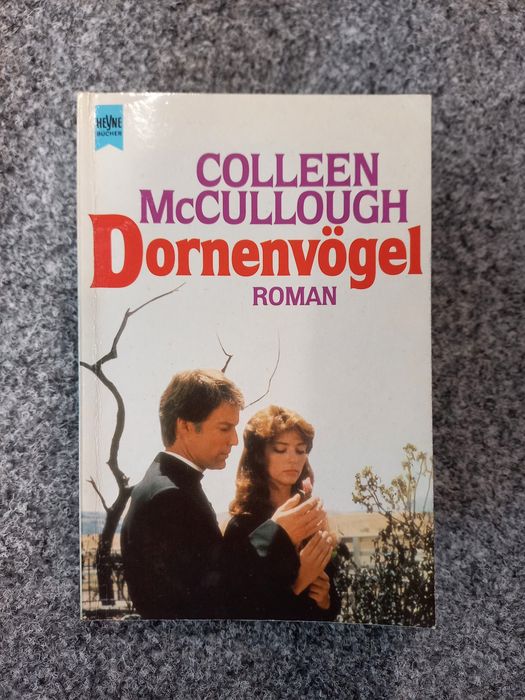 HEYNE
BÜCHER
COLLEEN
McCULLOUGH
Dornenvögel
ROMAN